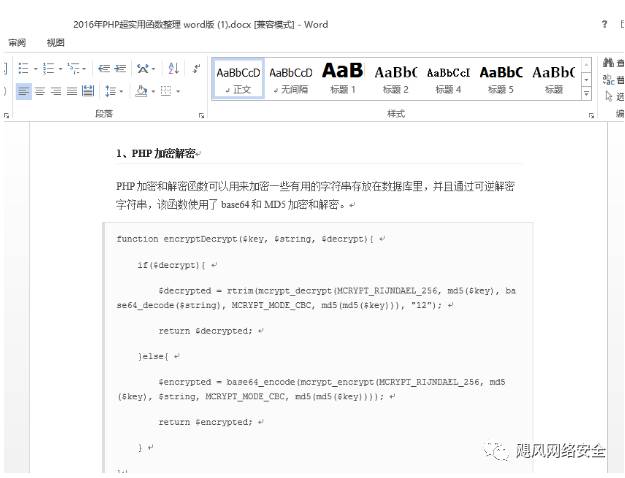 2016年PHP超实用函数整理 word版 (1).docx [兼容模式] - Word
?
审阅 视图
AaBbCcD AaBbCcD AaB AaBb( AaBbCcI AaBbC AaBb(
正文 无间隔 标题 1 标题 2 标题 4 标题 5 标题
段落 样式
1、PHP 加密解密
PHP 加密和解密函数可以用来加密一些有用的字符串存放在数据库里，并且通过可逆解密
字符串，该函数使用了 base64 和 MD5 加密和解密。
function encryptDecrypt($key, $string, $decrypt){
if($decrypt){
$decrypted = rtrim(mcrypt_decrypt(MCRYPT_RIJNDAEL_256, md5($key), ba
se64_decode($string), MCRYPT_MODE_CBC, md5(md5($key))), "12");
return $decrypted;
}else{
$encrypted = base64_encode(mcrypt_encrypt(MCRYPT_RIJNDAEL_256, md5
($key), $string, MCRYPT_MODE_CBC, md5(md5($key))));
return $encrypted;
}
飓风网络安全